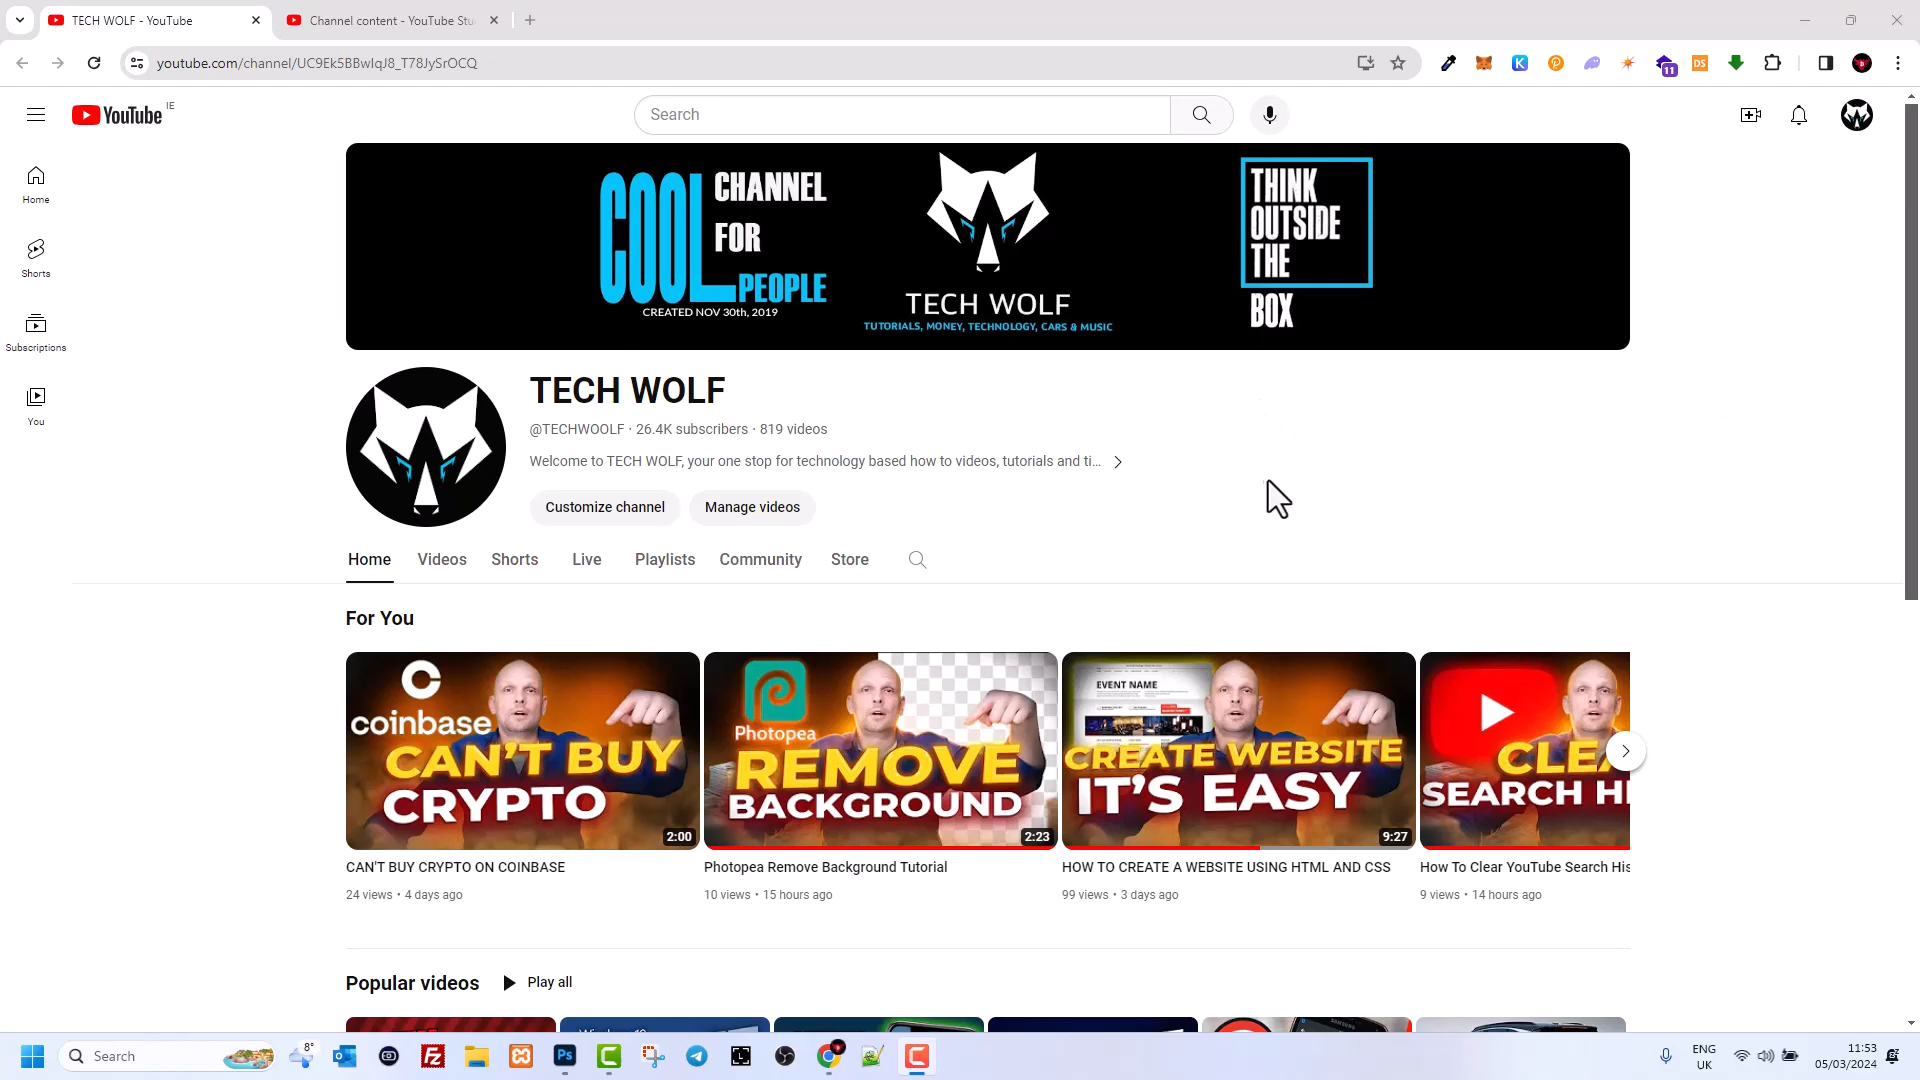 TECH WOLF - YouTube
Channel content - YouTube Stu
youtube.com/channel/UC9Ek5BBwIqJ8_T78JySrOCQ
11
DS
YouTube IE
Search
Home
Shorts
Subscriptions
You
COOL CHANNEL FOR PEOPLE
CREATED NOV 30th, 2019
TECH WOLF
TUTORIALS, MONEY, TECHNOLOGY, CARS & MUSIC
THINK
OUTSIDE
THE
BOX
TECH WOLF
@TECHWOOLF · 26.4K subscribers · 819 videos
Welcome to TECH WOLF, your one stop for technology based how to videos, tutorials and ti...
Customize channel
Manage videos
Home Videos Shorts Live Playlists Community Store
For You
coinbase
CAN'T BUY
CRYPTO
2:00
Photopea
REMOVE
BACKGROUND
2:23
EVENT NAME
CREATE WEBSITE
IT'S EASY
9:27
CLEA
SEARCH HI
CAN'T BUY CRYPTO ON COINBASE
24 views • 4 days ago
Photopea Remove Background Tutorial
10 views • 15 hours ago
HOW TO CREATE A WEBSITE USING HTML AND CSS
99 views • 3 days ago
How To Clear YouTube Search His
9 views • 14 hours ago
Popular videos
Play all
Search
8°
Ps
ENG
UK
11:53
05/03/2024